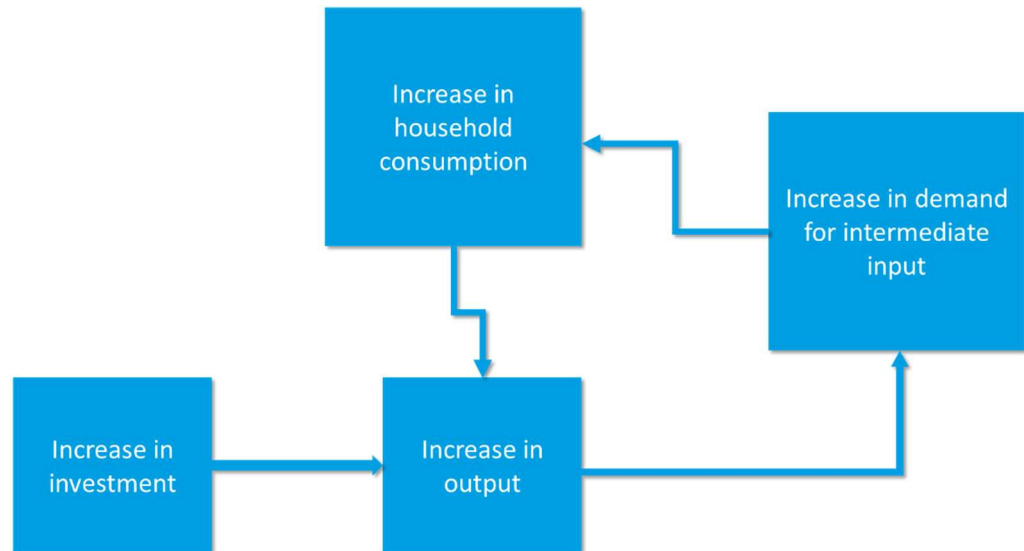 Increase in
household
consumption
Increase in demand
for intermediate
input
Increase in
investment
Increase in
output